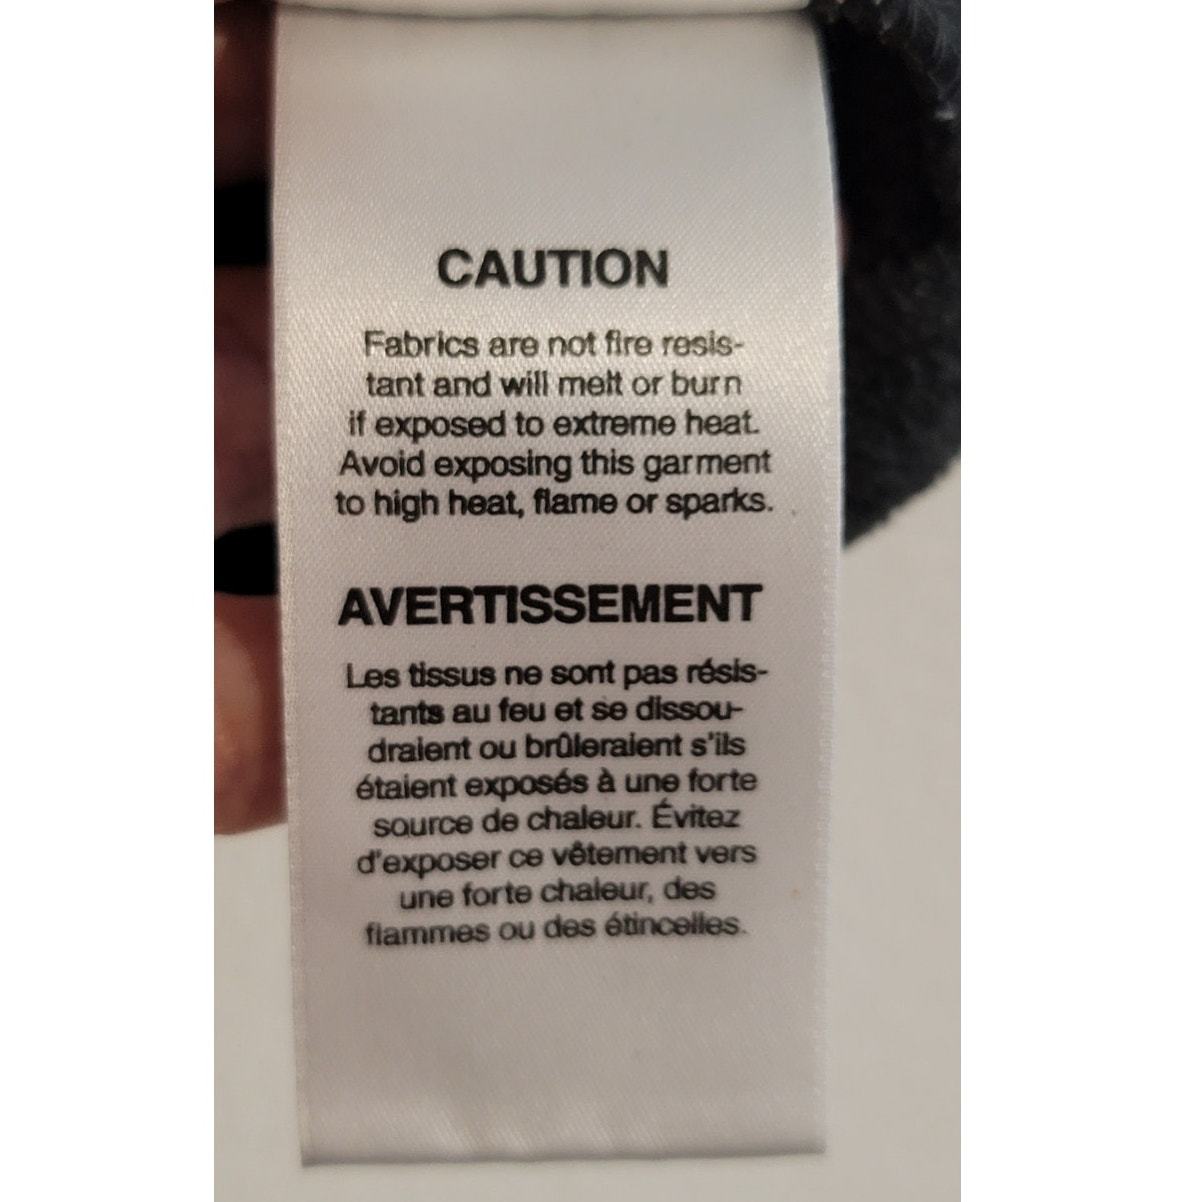 CAUTION
Fabrics are not fire resis-
tant and will melt or burn
if exposed to extreme heat.
Avoid exposing this garment
to high heat, flame or sparks.
AVERTISSEMENT
Les tissus ne sont pas résis-
tants au feu et se dissou-
draient ou brûleraient s'ils
étaient exposés à une forte
source de chaleur. Évitez
d'exposer ce vêtement vers
une forte chaleur, des
flammes ou des étincelles.